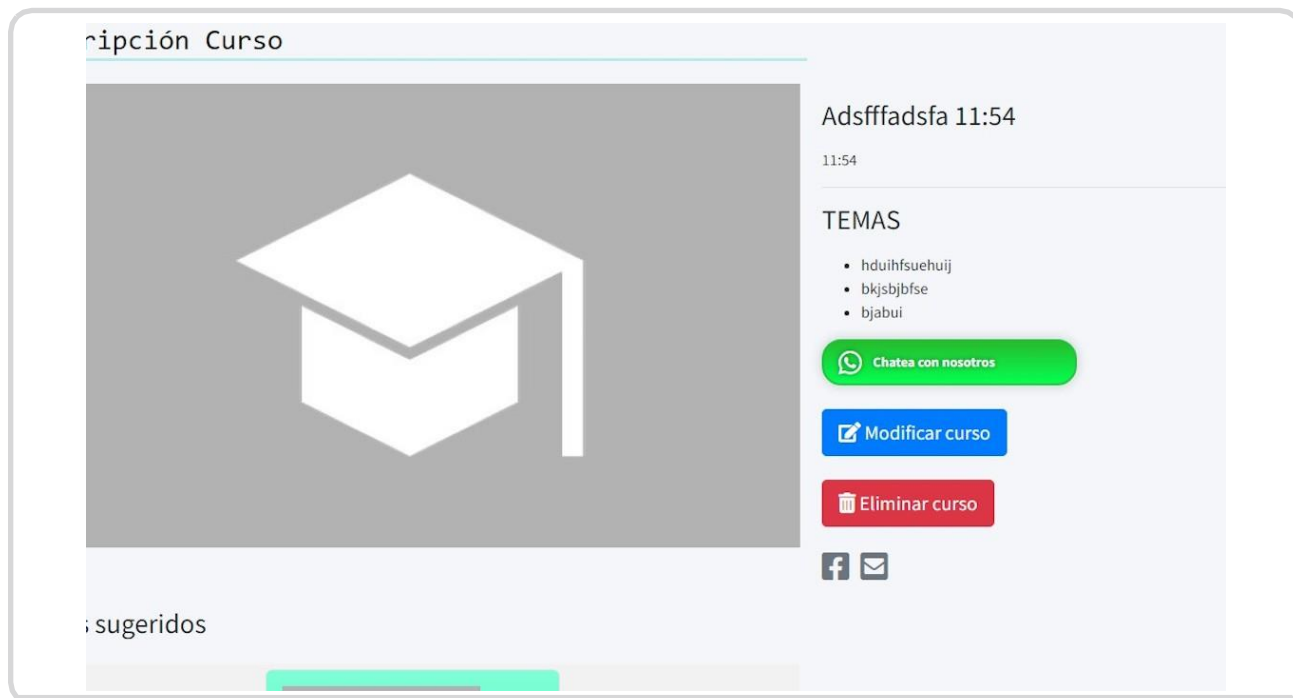 ripción Curso
Adsfffadsfa 11:54
11:54
TEMAS
hduihfsuehuij
bkjsbjbfse
bjabui
Chatea con nosotros
Modificar curso
Eliminar curso
s sugeridos